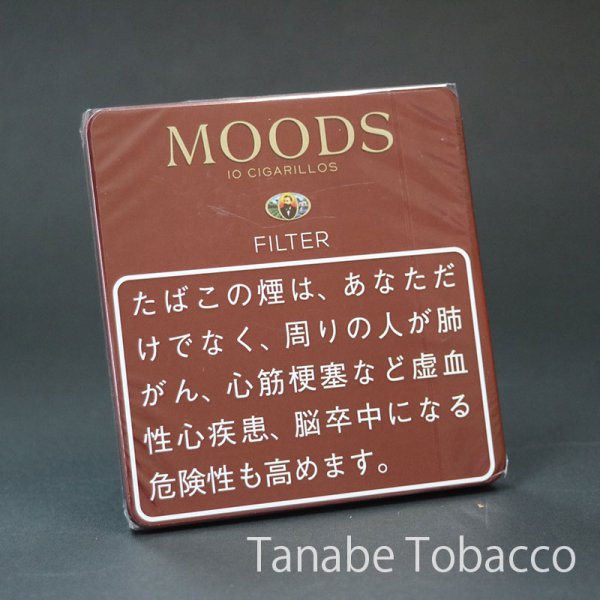 MOODS
10 CIGARILLOS
FILTER
たばこの煙は、あなただ
けでなく、周りの人が肺
がん、心筋梗塞など虚血
性心疾患、脳卒中になる
危険性も高めます。
Tanabe Tobacco